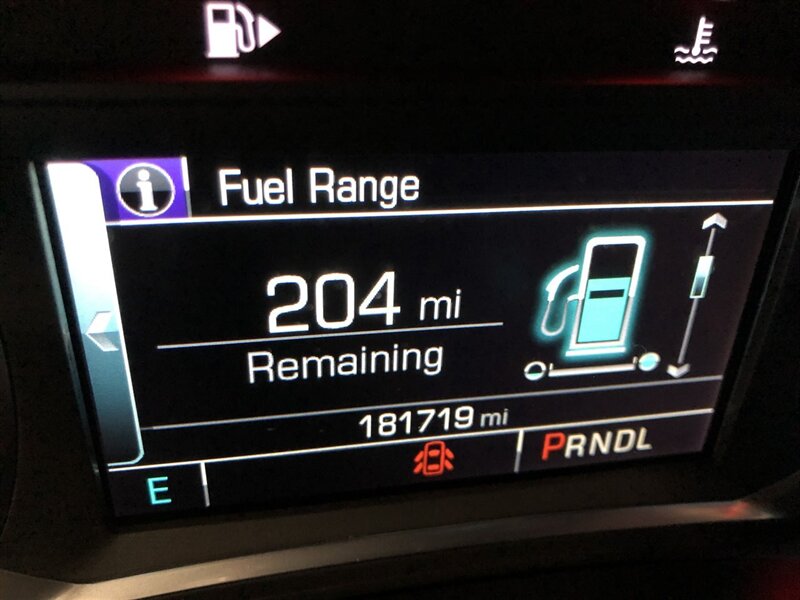 i Fuel Range
204 mi
Remaining
181719 mi
E PRNDL